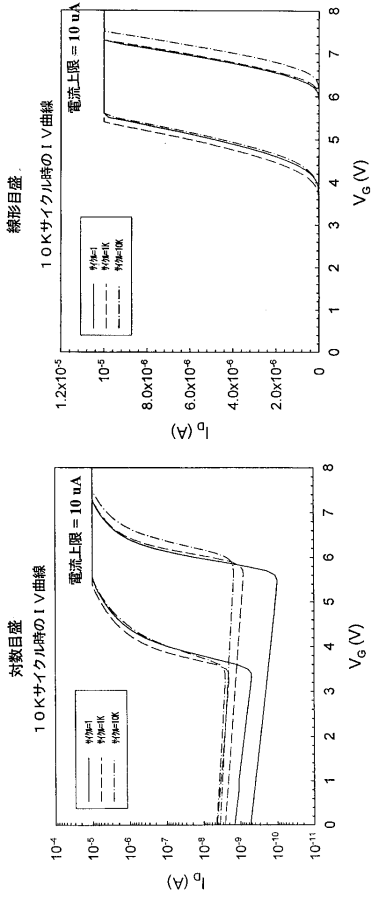 対数目盛
10Kサイクル時のIV曲線
電流上限 = 10 uA
サイクル=1
サイクル=1K
サイクル=10K
10-4
10-5
10-6
10-7
10-8
10-9
10-10
10-11
I_D (A)
0 1 2 3 4 5 6 7 8
V_G (V)
線形目盛
10Kサイクル時のIV曲線
電流上限 = 10 uA
サイクル=1
サイクル=1K
サイクル=10K
1.2x10-5
10-5
8.0x10-6
6.0x10-6
4.0x10-6
2.0x10-6
0
I_D (A)
0 1 2 3 4 5 6 7 8
V_G (V)